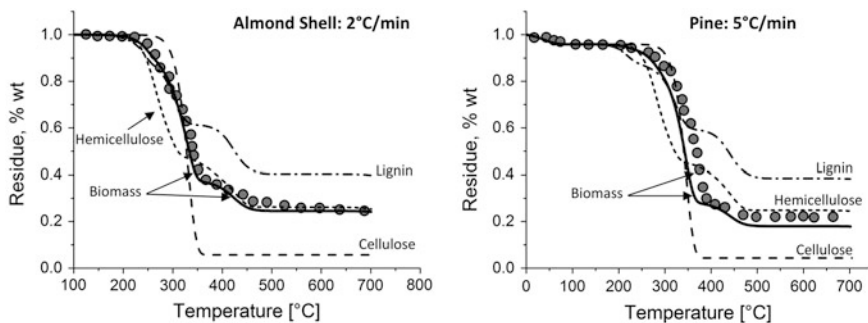 Almond Shell: 2°C/min
Residue, % wt
1.0
0.8
0.6
0.4
0.2
0.0
Hemicellulose
Biomass
Lignin
Cellulose
100 200 300 400 500 600 700 800
Temperature [°C]
Pine: 5°C/min
Residue, % wt
1.0
0.8
0.6
0.4
0.2
0.0
Biomass
Lignin
Hemicellulose
Cellulose
0 100 200 300 400 500 600 700
Temperature [°C]